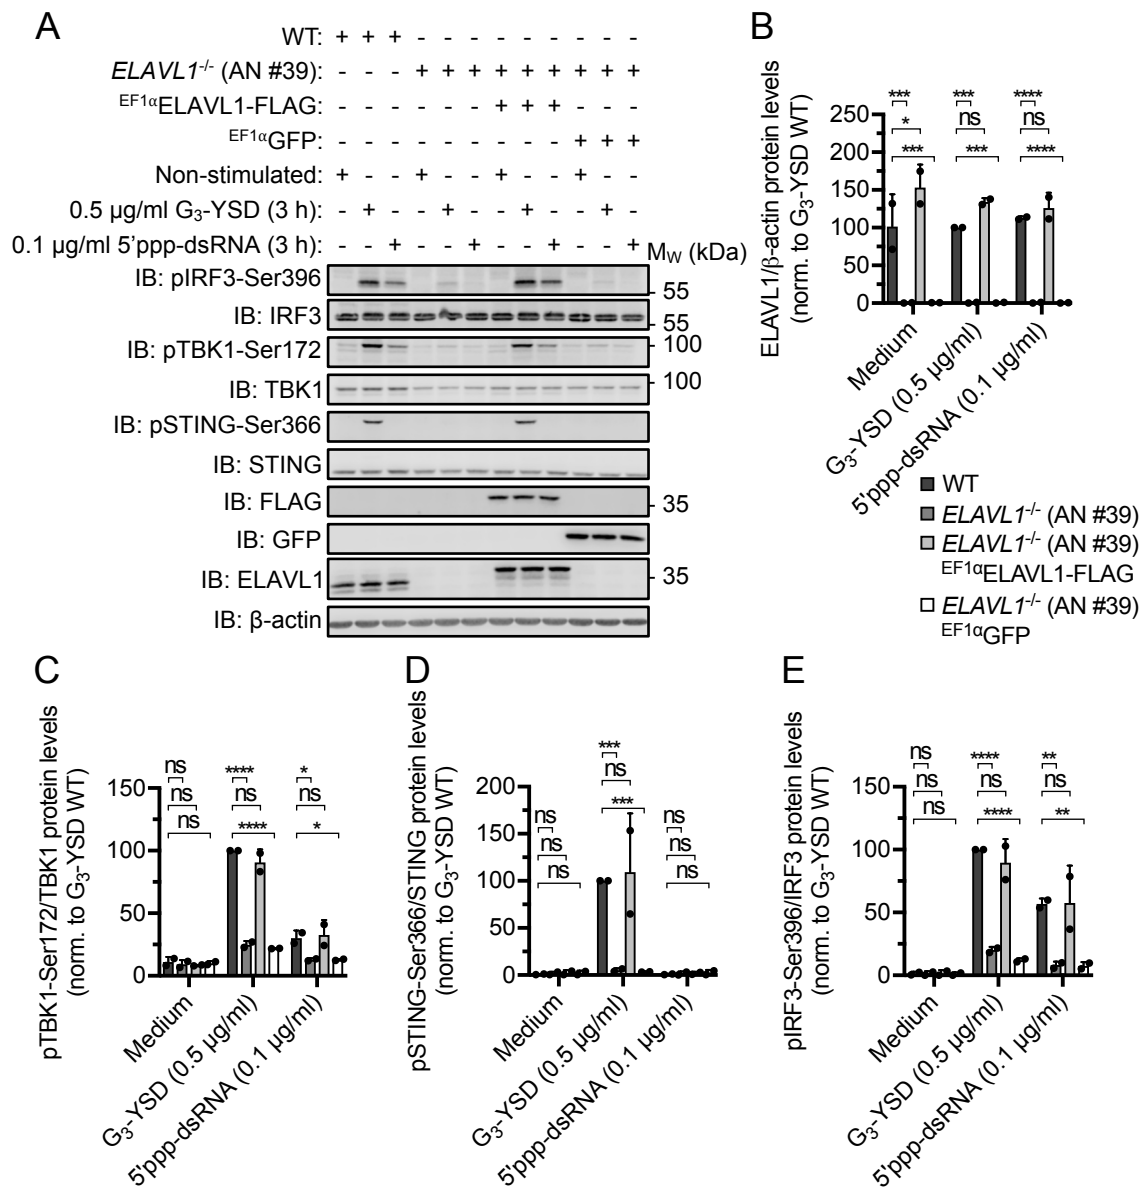 A
WT: + + + - - - - - - - - -
ELAVL1-/- (AN #39): - - - + + + + + + + + +
EF1αELAVL1-FLAG: - - - - - - + + + - - -
EF1αGFP: - - - - - - - - - + + +
Non-stimulated: + - - + - - + - - + - -
0.5 µg/ml G3-YSD (3 h): - + - - + - - + - - + -
0.1 µg/ml 5'ppp-dsRNA (3 h): - - + - - + - - + - - +
MW (kDa)
IB: pIRF3-Ser396
55
IB: IRF3
55
IB: pTBK1-Ser172
100
IB: TBK1
100
IB: pSTING-Ser366
IB: STING
IB: FLAG
35
IB: GFP
IB: ELAVL1
35
IB: β-actin
B
ELAVL1/β-actin protein levels
(norm. to G3-YSD WT)
*** *** ****
* ns ns
*** *** ****
250
200
150
100
50
0
Medium
G3-YSD (0.5 µg/ml)
5'ppp-dsRNA (0.1 µg/ml)
WT
ELAVL1-/- (AN #39)
ELAVL1-/- (AN #39)
EF1αELAVL1-FLAG
ELAVL1-/- (AN #39)
EF1αGFP
C
pTBK1-Ser172/TBK1 protein levels
(norm. to G3-YSD WT)
ns **** *
ns ns ns
ns **** *
150
100
50
0
Medium
G3-YSD (0.5 µg/ml)
5'ppp-dsRNA (0.1 µg/ml)
D
pSTING-Ser366/STING protein levels
(norm. to G3-YSD WT)
ns *** ns
ns ns ns
ns *** ns
200
150
100
50
0
Medium
G3-YSD (0.5 µg/ml)
5'ppp-dsRNA (0.1 µg/ml)
E
pIRF3-Ser396/IRF3 protein levels
(norm. to G3-YSD WT)
ns **** **
ns ns ns
ns **** **
150
100
50
0
Medium
G3-YSD (0.5 µg/ml)
5'ppp-dsRNA (0.1 µg/ml)